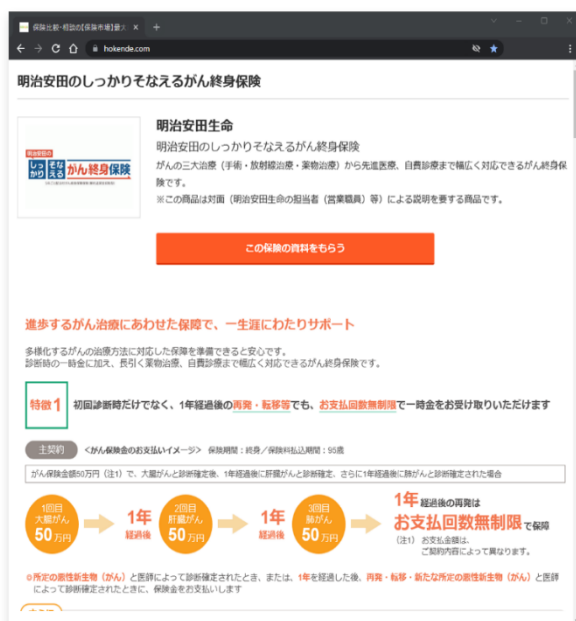 保険比較・相談の[保険市場]最大
hokende.com
明治安田のしっかりそなえるがん終身保険
明治安田の
しっかり そなえる がん終身保険
明治安田生命
明治安田のしっかりそなえるがん終身保険
がんの三大治療（手術・放射線治療・薬物治療）から先進医療、自費診療まで幅広く対応できるがん終身保
険です。
※この商品は対面（明治安田生命の担当者（営業職員）等）による説明を要する商品です。
この保険の資料をもらう
進歩するがん治療にあわせた保障で、一生涯にわたりサポート
多様化するがんの治療方法に対応した保障を準備できると安心です。
診断時の一時金に加え、長引く薬物治療、自費診療まで幅広く対応できるがん終身保険です。
特徴1 初回診断時だけでなく、1年経過後の再発・転移等でも、お支払回数無制限で一時金をお受け取りいただけます
主契約 <がん保険金のお支払いイメージ> 保険期間：終身／保険料払込期間：95歳
がん保険金額50万円（注1）で、大腸がんと診断確定後、1年経過後に肝臓がんと診断確定、さらに1年経過後に肺がんと診断確定された場合
1回目
大腸がん
50万円
1年
経過後
2回目
肝臓がん
50万円
1年
経過後
3回目
肺がん
50万円
1年経過後の再発は
お支払回数無制限で保障
（注1） お支払金額は、
ご契約内容によって異なります。
○所定の悪性新生物（がん）と医師によって診断確定されたとき、または、1年を経過した後、再発・転移・新たな所定の悪性新生物（がん）と医師
によって診断確定されたときに、保険金をお支払いします